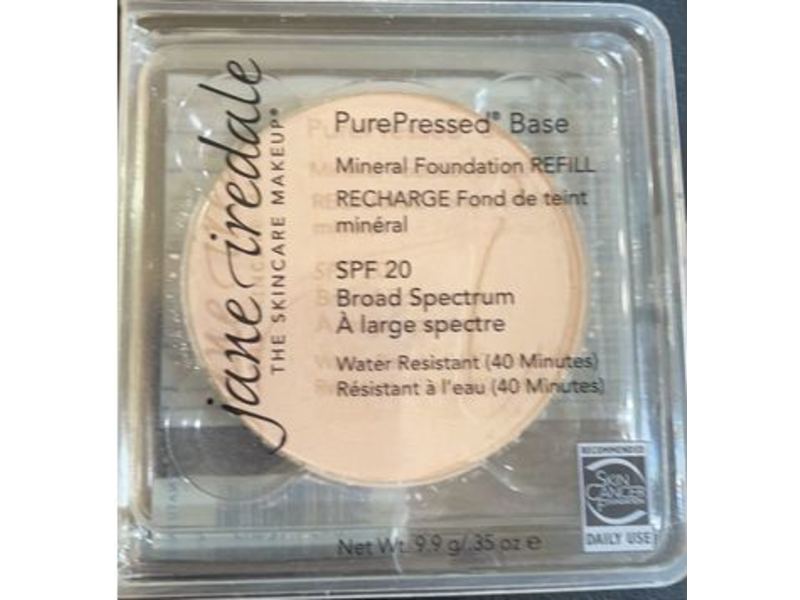 jane iredale
THE SKINCARE MAKEUP®
PurePressed® Base
Mineral Foundation REFILL
RECHARGE Fond de teint
minéral
SPF 20
Broad Spectrum
À large spectre
Water Resistant (40 Minutes)
Résistant à l'eau (40 Minutes)
RECOMMENDED
SKIN
CANCER
FOUNDATION
DAILY USE
Net Wt. 9.9 g/.35 oz e